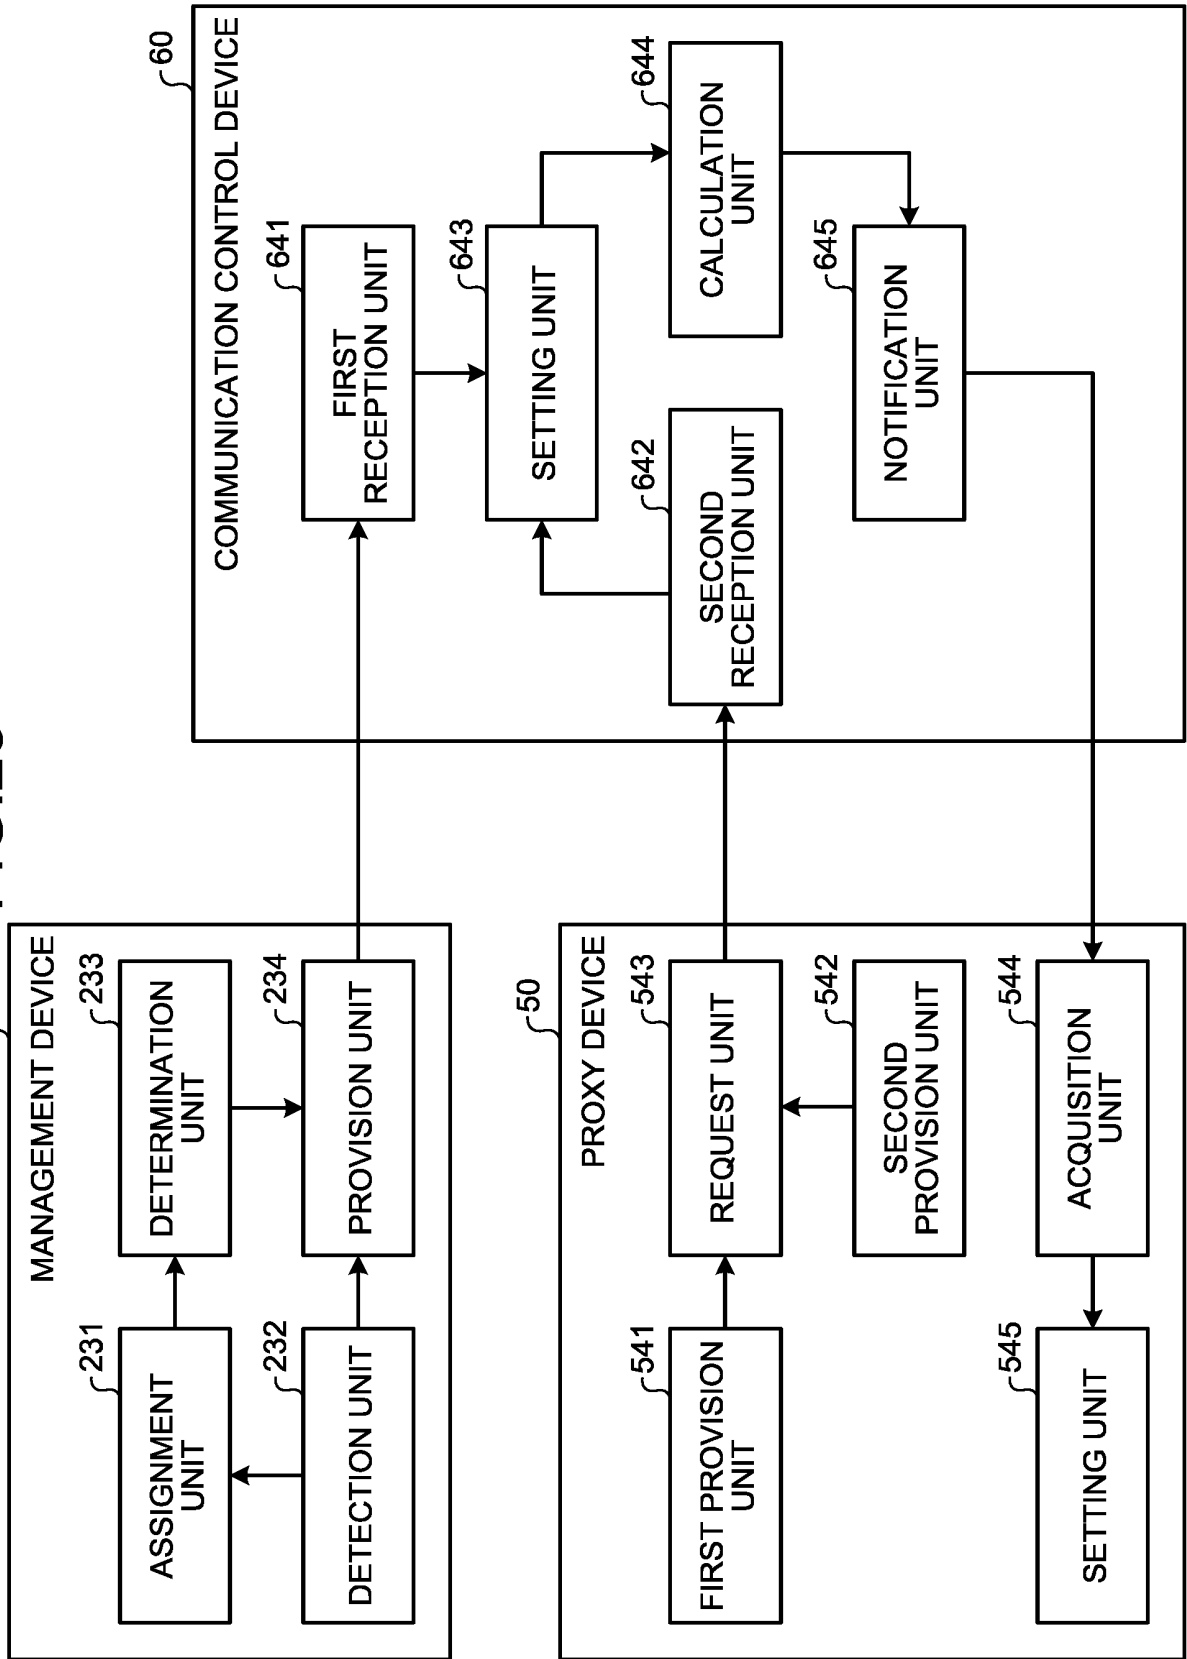 MANAGEMENT DEVICE
231
ASSIGNMENT
UNIT
233
DETERMINATION
UNIT
232
DETECTION UNIT
234
PROVISION UNIT
50
PROXY DEVICE
541
FIRST PROVISION
UNIT
543
REQUEST UNIT
542
SECOND
PROVISION UNIT
545
SETTING UNIT
544
ACQUISITION
UNIT
60
COMMUNICATION CONTROL DEVICE
641
FIRST
RECEPTION UNIT
643
SETTING UNIT
642
SECOND
RECEPTION UNIT
644
CALCULATION
UNIT
645
NOTIFICATION
UNIT